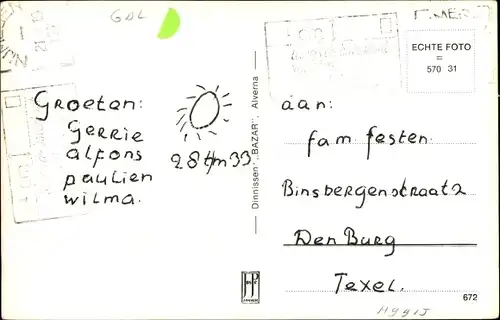 GDL
ECHTE FOTO
=
570 31
Groeten:
Gerrie
alfons
paulien
wilma.
28 t/m 33
Dinnissen-„BAZAR", Alverna
aan:
fam festen.
Binsbergenstraat 2
Den Burg
Texel.
672